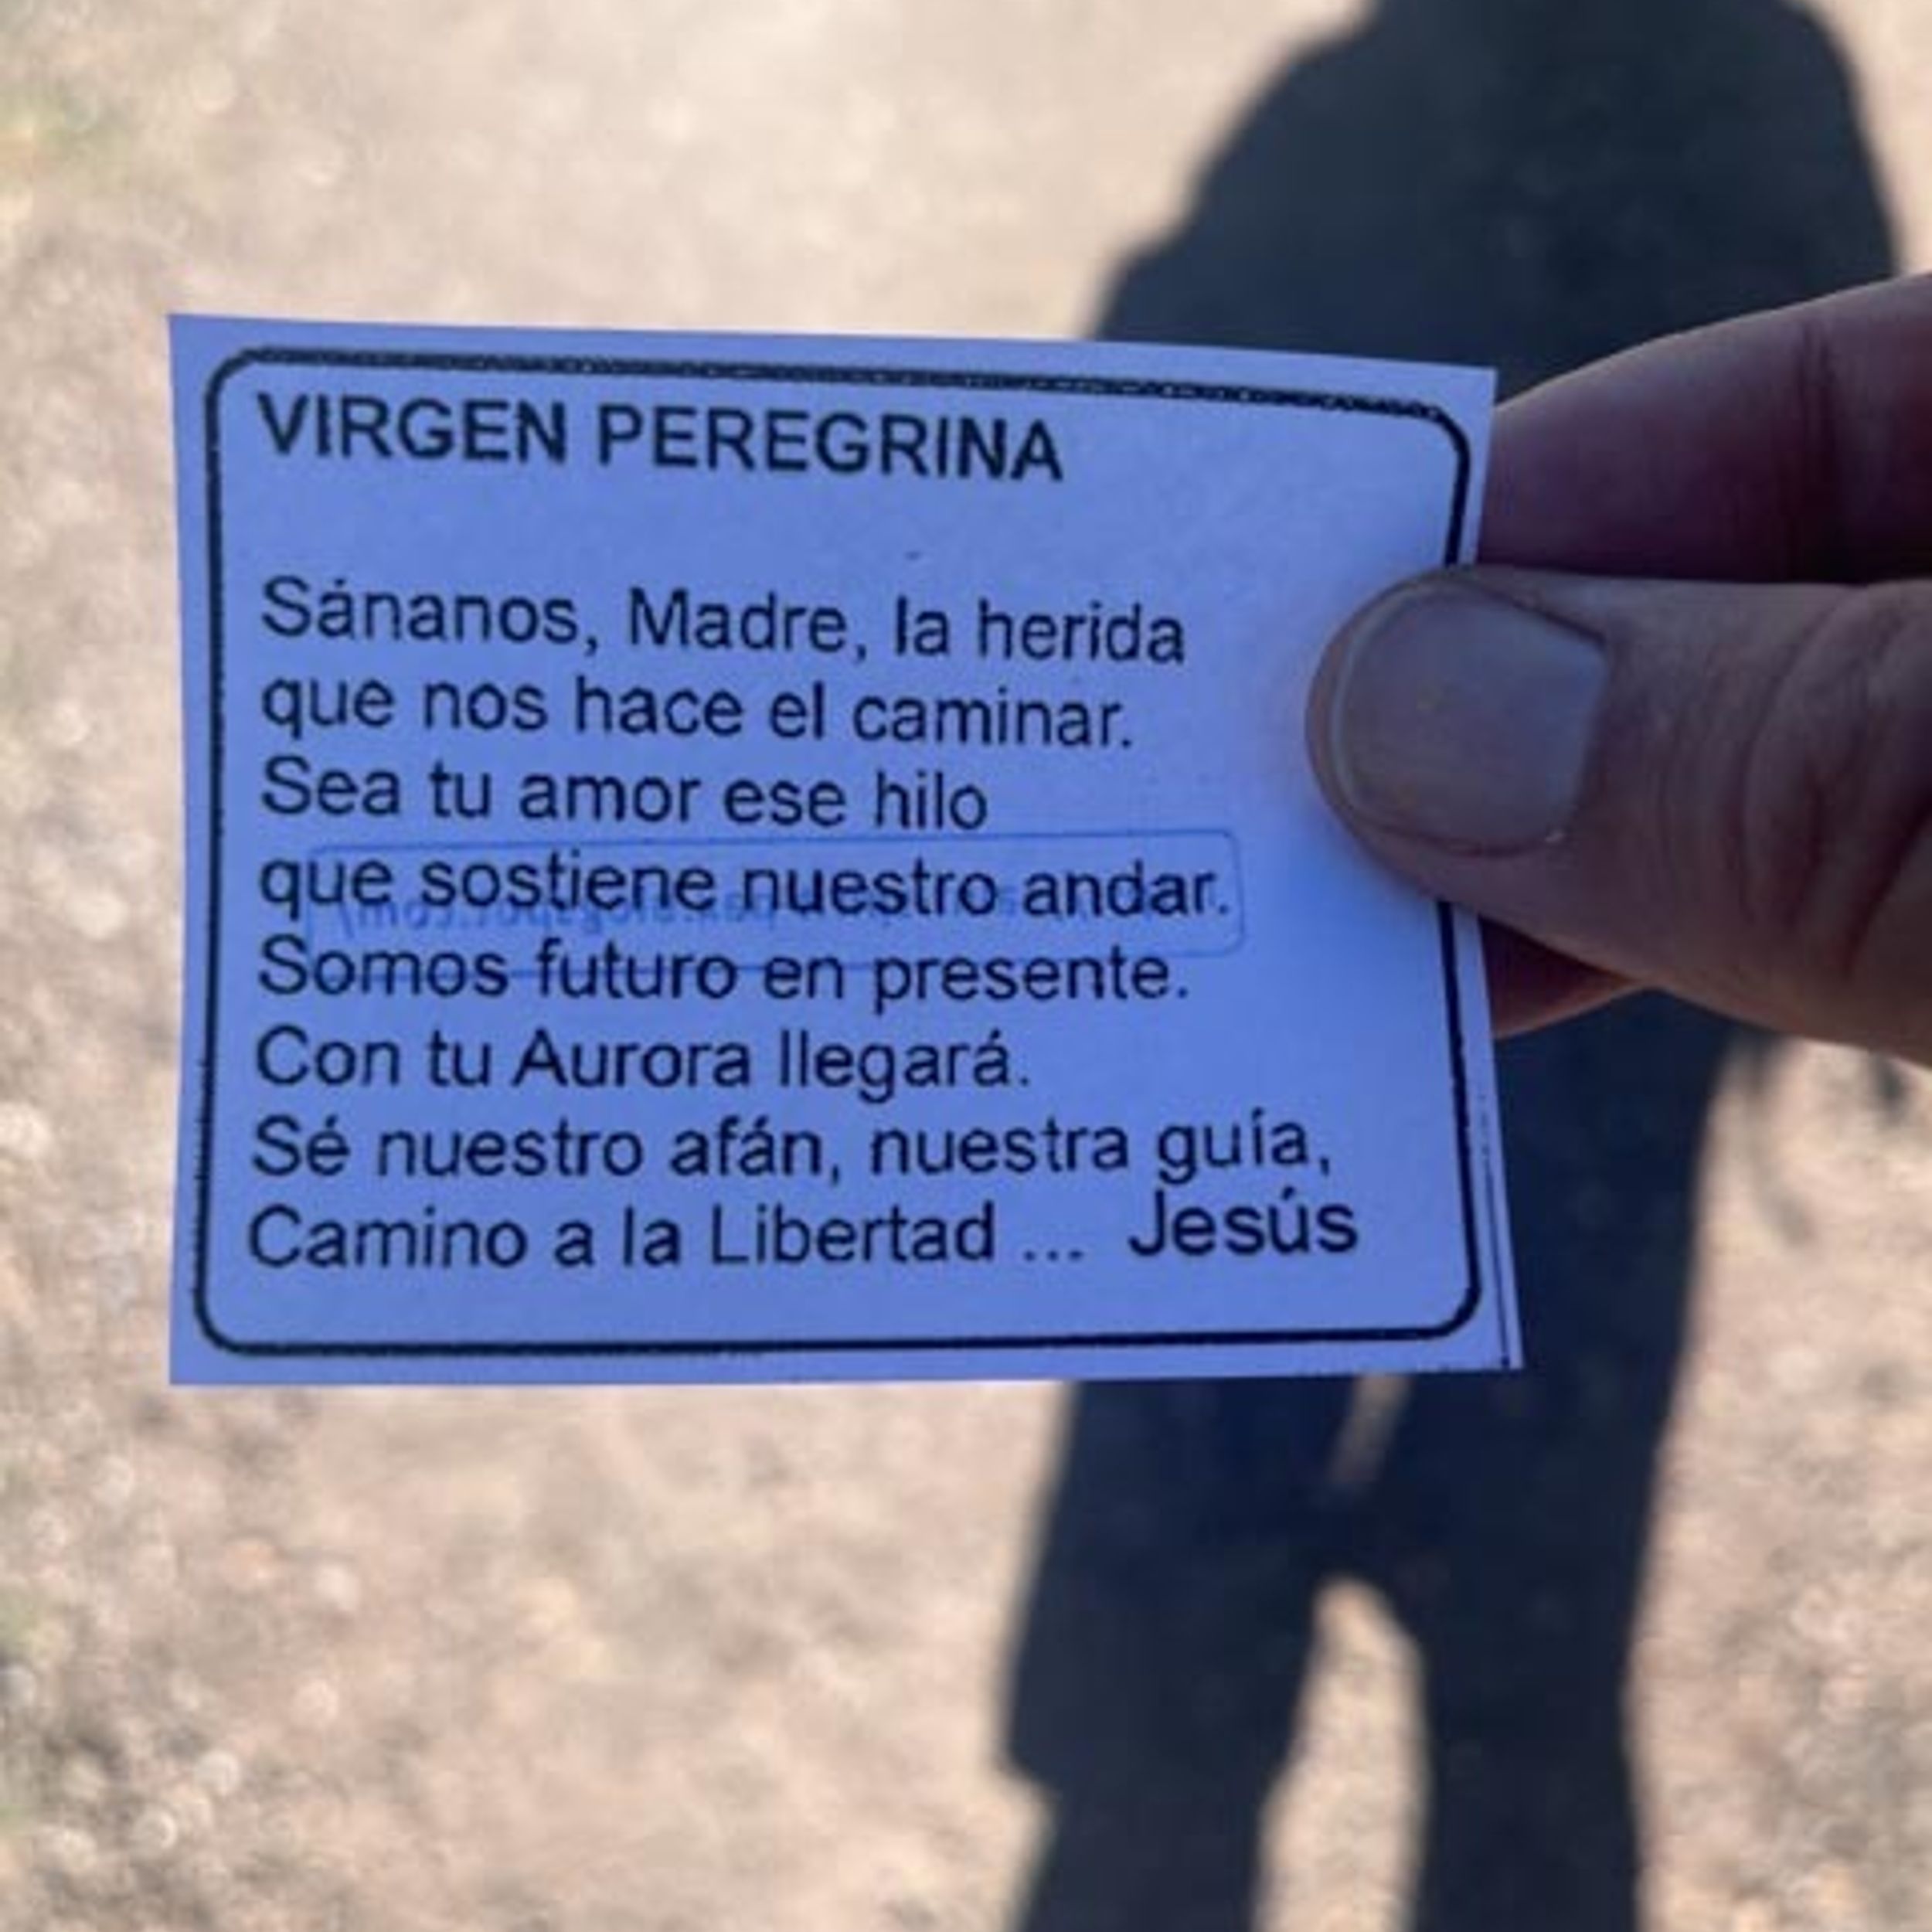 VIRGEN PEREGRINA
Sánanos, Madre, la herida
que nos hace el caminar.
Sea tu amor ese hilo
que sostiene nuestro andar.
Somos futuro en presente.
Con tu Aurora llegará.
Sé nuestro afán, nuestra guía,
Camino a la Libertad ... Jesús